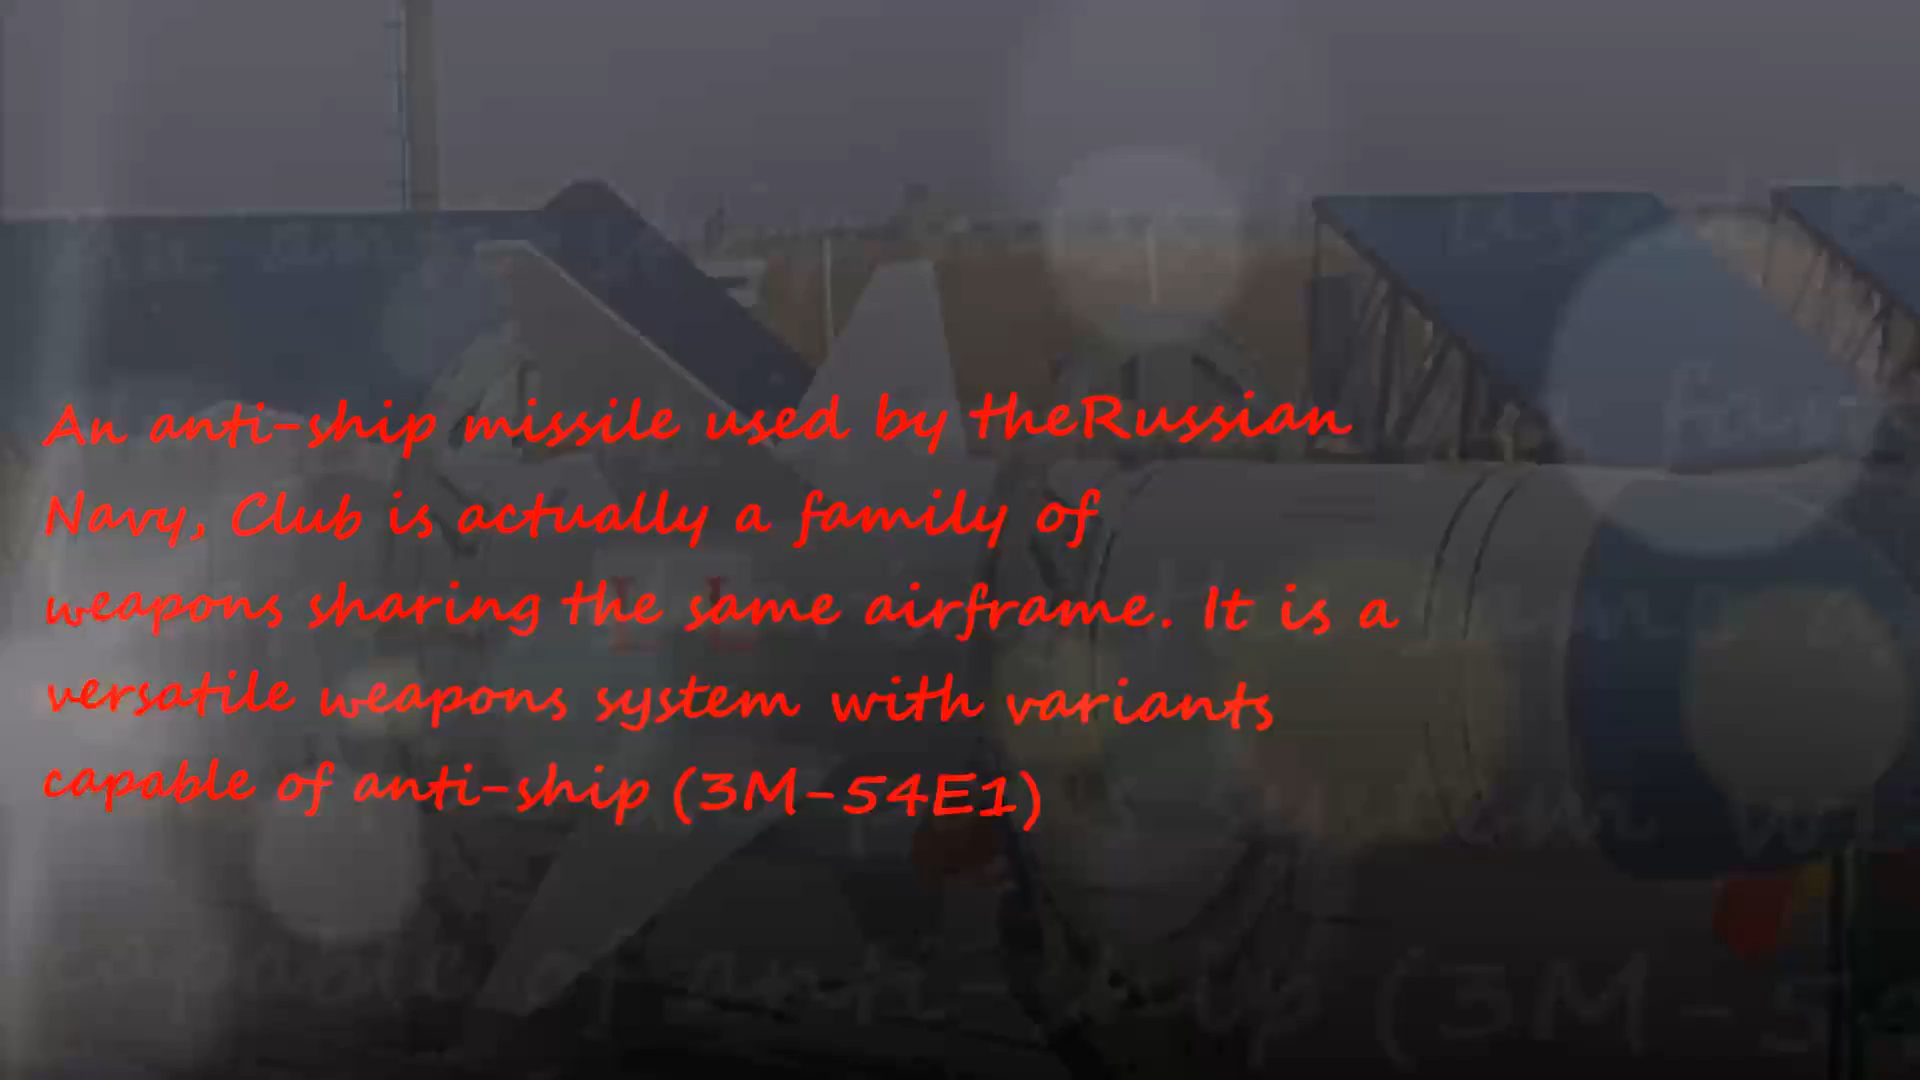 An anti-ship missile used by theRussian
Navy, Club is actually a family of
weapons sharing the same airframe. It is a
versatile weapons system with variants
capable of anti-ship (3M-54E1)